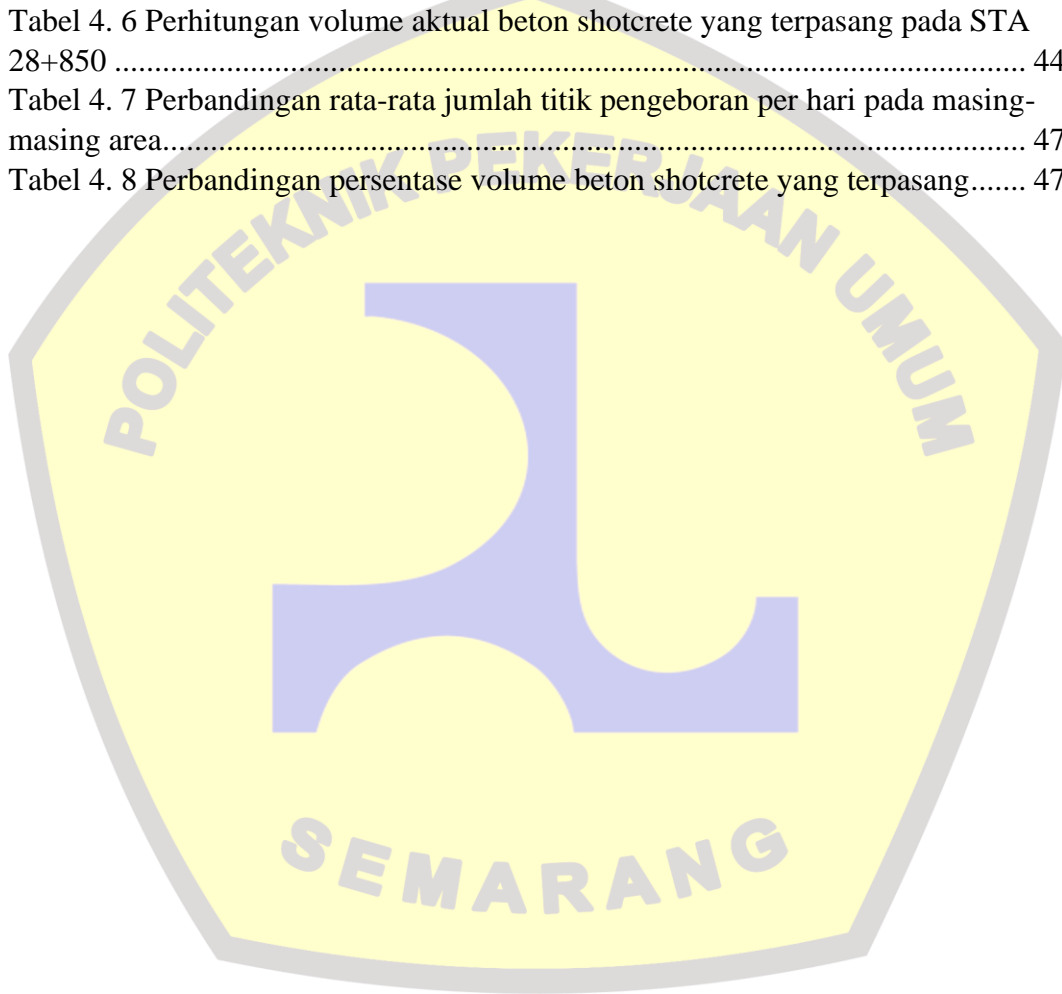 Tabel 4. 6 Perhitungan volume aktual beton shotcrete yang terpasang pada STA
28+850 .................................................................................................................. 44
Tabel 4. 7 Perbandingan rata-rata jumlah titik pengeboran per hari pada masing-
masing area............................................................................................................ 47
Tabel 4. 8 Perbandingan persentase volume beton shotcrete yang terpasang....... 47
POLITEKNIK PEKERJAAN UMUM
SEMARANG